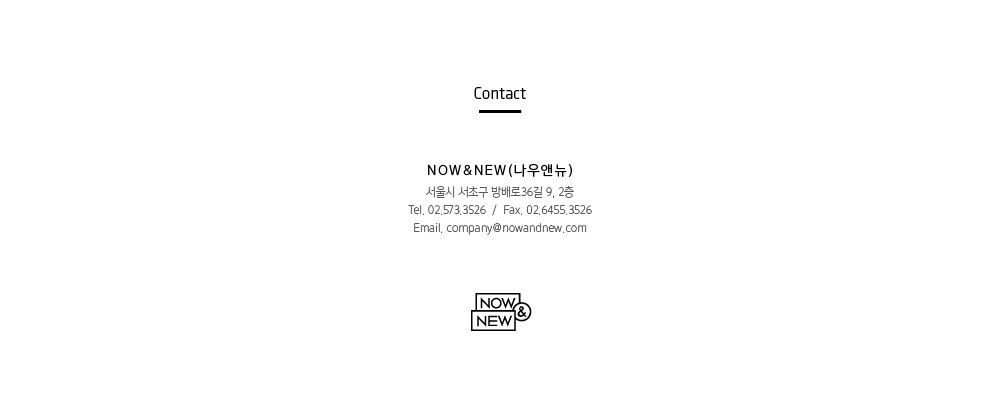 Contact
NOW&NEW(나우앤뉴)
서울시 서초구 방배로36길 9, 2층
Tel. 02.573.3526 / Fax. 02.6455.3526
Email. company@nowandnew.com
NOW
&
NEW